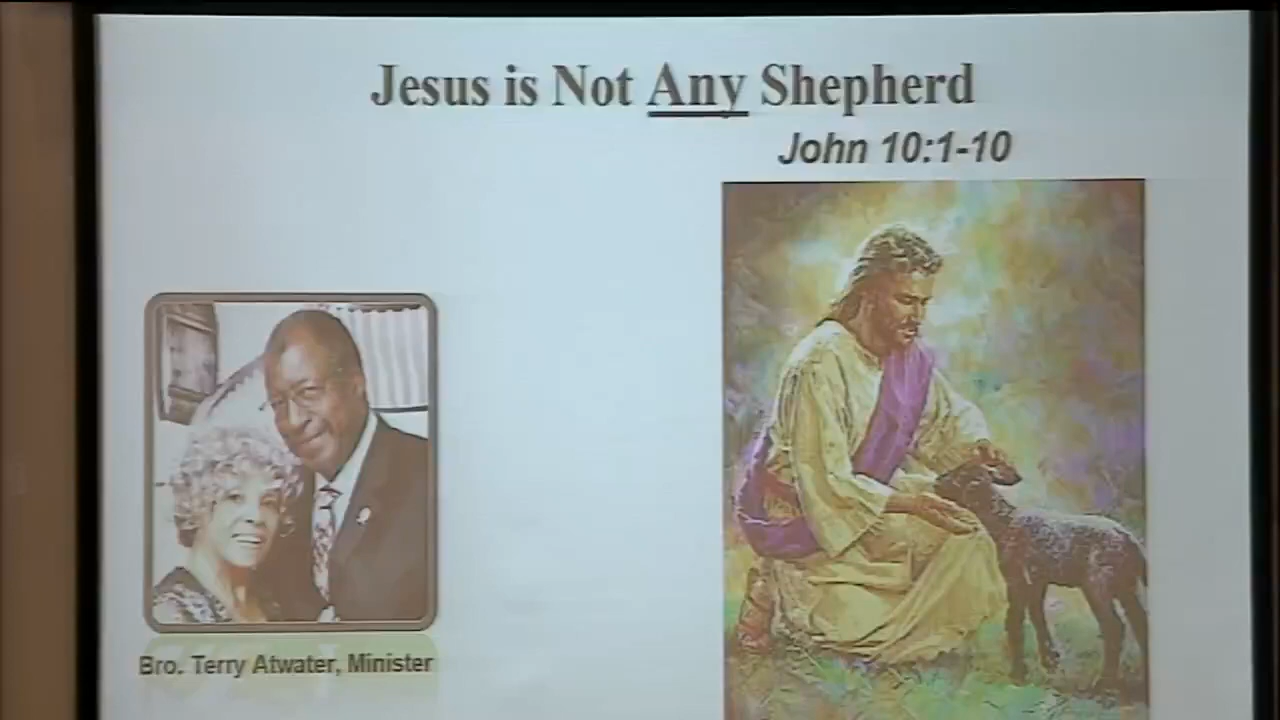 Jesus is Not Any Shepherd
John 10:1-10
Bro. Terry Atwater, Minister